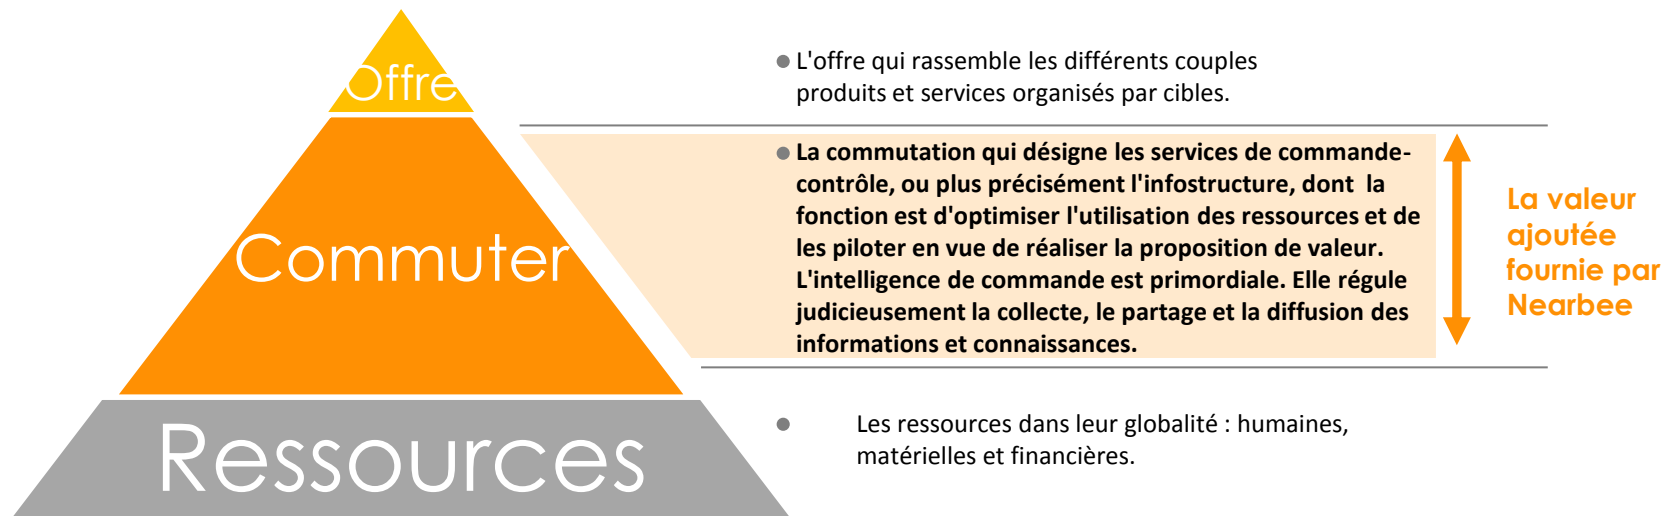 Offre
● L'offre qui rassemble les différents couples
produits et services organisés par cibles.
Commuter
● La commutation qui désigne les services de commande-
contrôle, ou plus précisément l'infostructure, dont la
fonction est d'optimiser l'utilisation des ressources et de
les piloter en vue de réaliser la proposition de valeur.
L'intelligence de commande est primordiale. Elle régule
judicieusement la collecte, le partage et la diffusion des
informations et connaissances.
La valeur
ajoutée
fournie par
Nearbee
Ressources
● Les ressources dans leur globalité : humaines,
matérielles et financières.